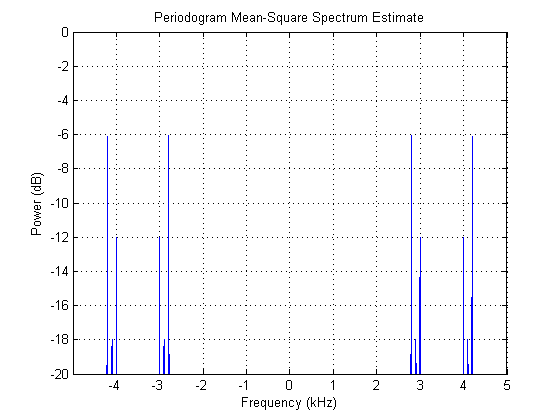 Periodogram Mean-Square Spectrum Estimate
0
-2
-4
-6
-8
-10
-12
-14
-16
-18
-20
Power (dB)
-4 -3 -2 -1 0 1 2 3 4 5
Frequency (kHz)